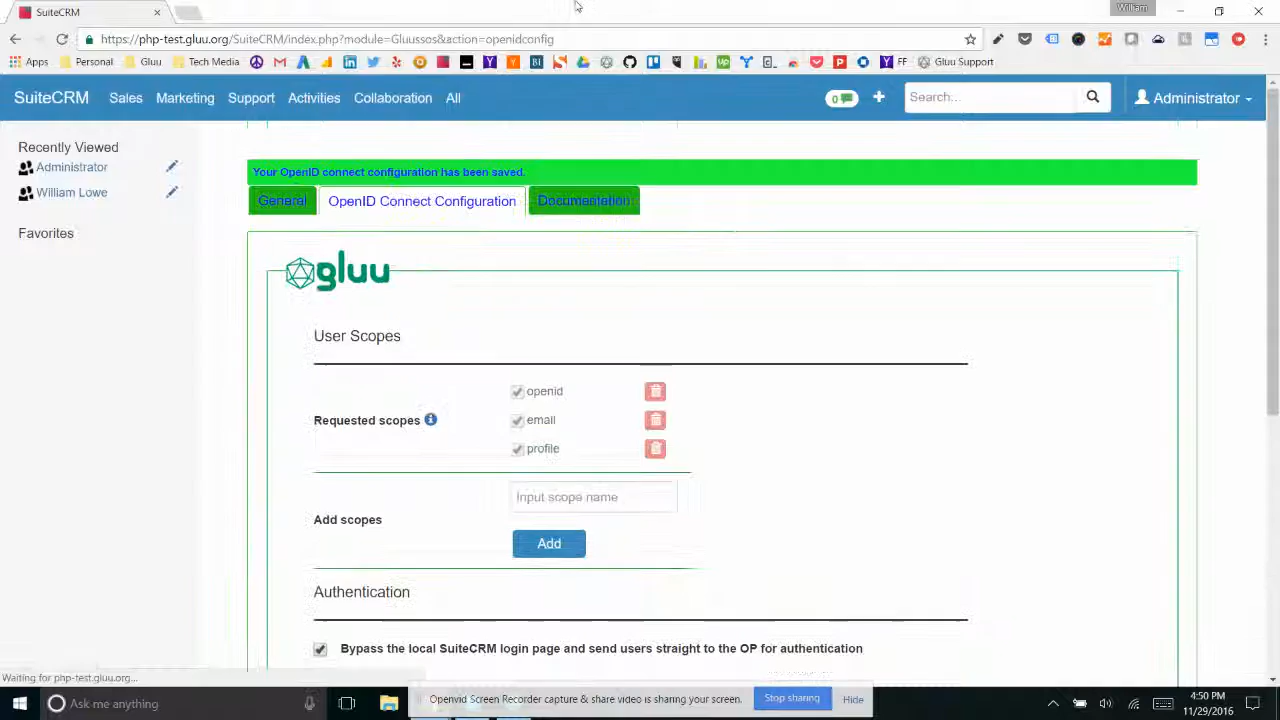 SuiteCRM
William
https://php-test.gluu.org/SuiteCRM/index.php?module=Gluussos&action=openidconfig
Apps Personal Gluu Tech Media FF Gluu Support
SuiteCRM Sales Marketing Support Activities Collaboration All 0 Search... Administrator
Recently Viewed
Administrator
William Lowe
Favorites
Your OpenID connect configuration has been saved.
General OpenID Connect Configuration Documentation
gluu
User Scopes
Requested scopes
openid
email
profile
Add scopes
Input scope name
Add
Authentication
Bypass the local SuiteCRM login page and send users straight to the OP for authentication
Waiting for php-test.gluu.org...
Ask me anything
Openvid Screen Recorder capture & share video is sharing your screen. Stop sharing Hide
4:50 PM
11/29/2016